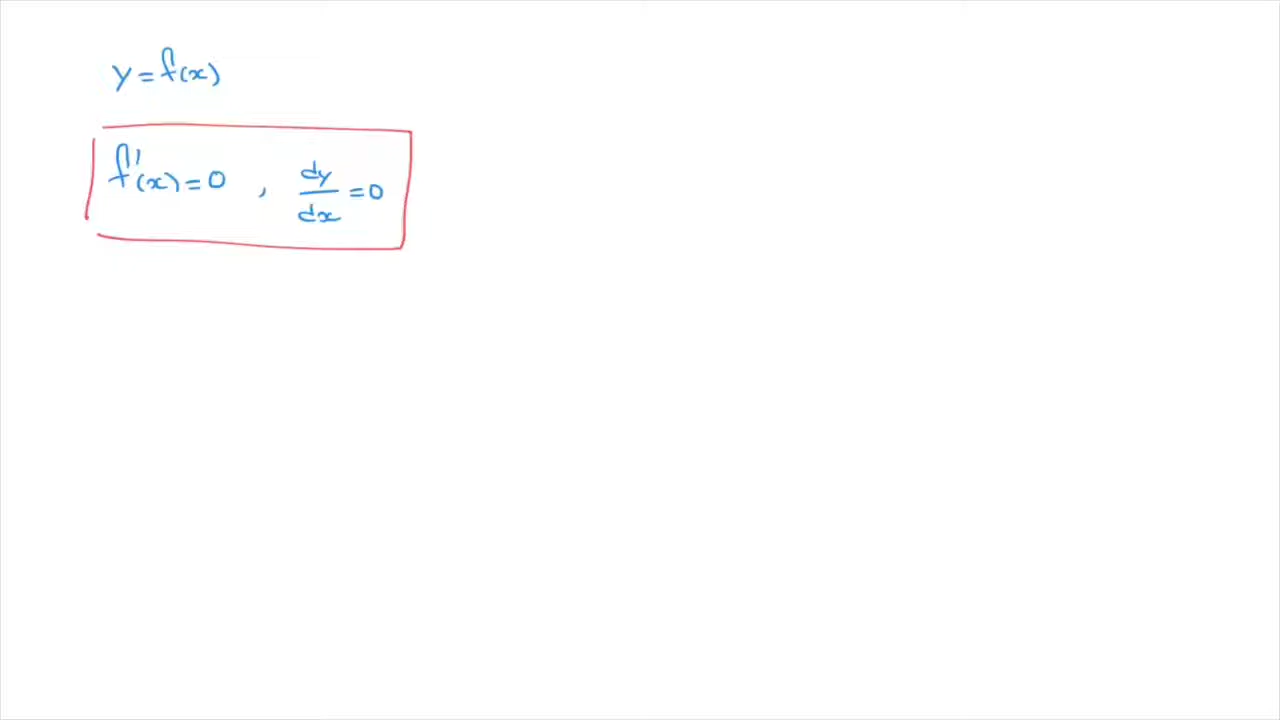 y = f(x)
f'(x) = 0 , dy/dx = 0